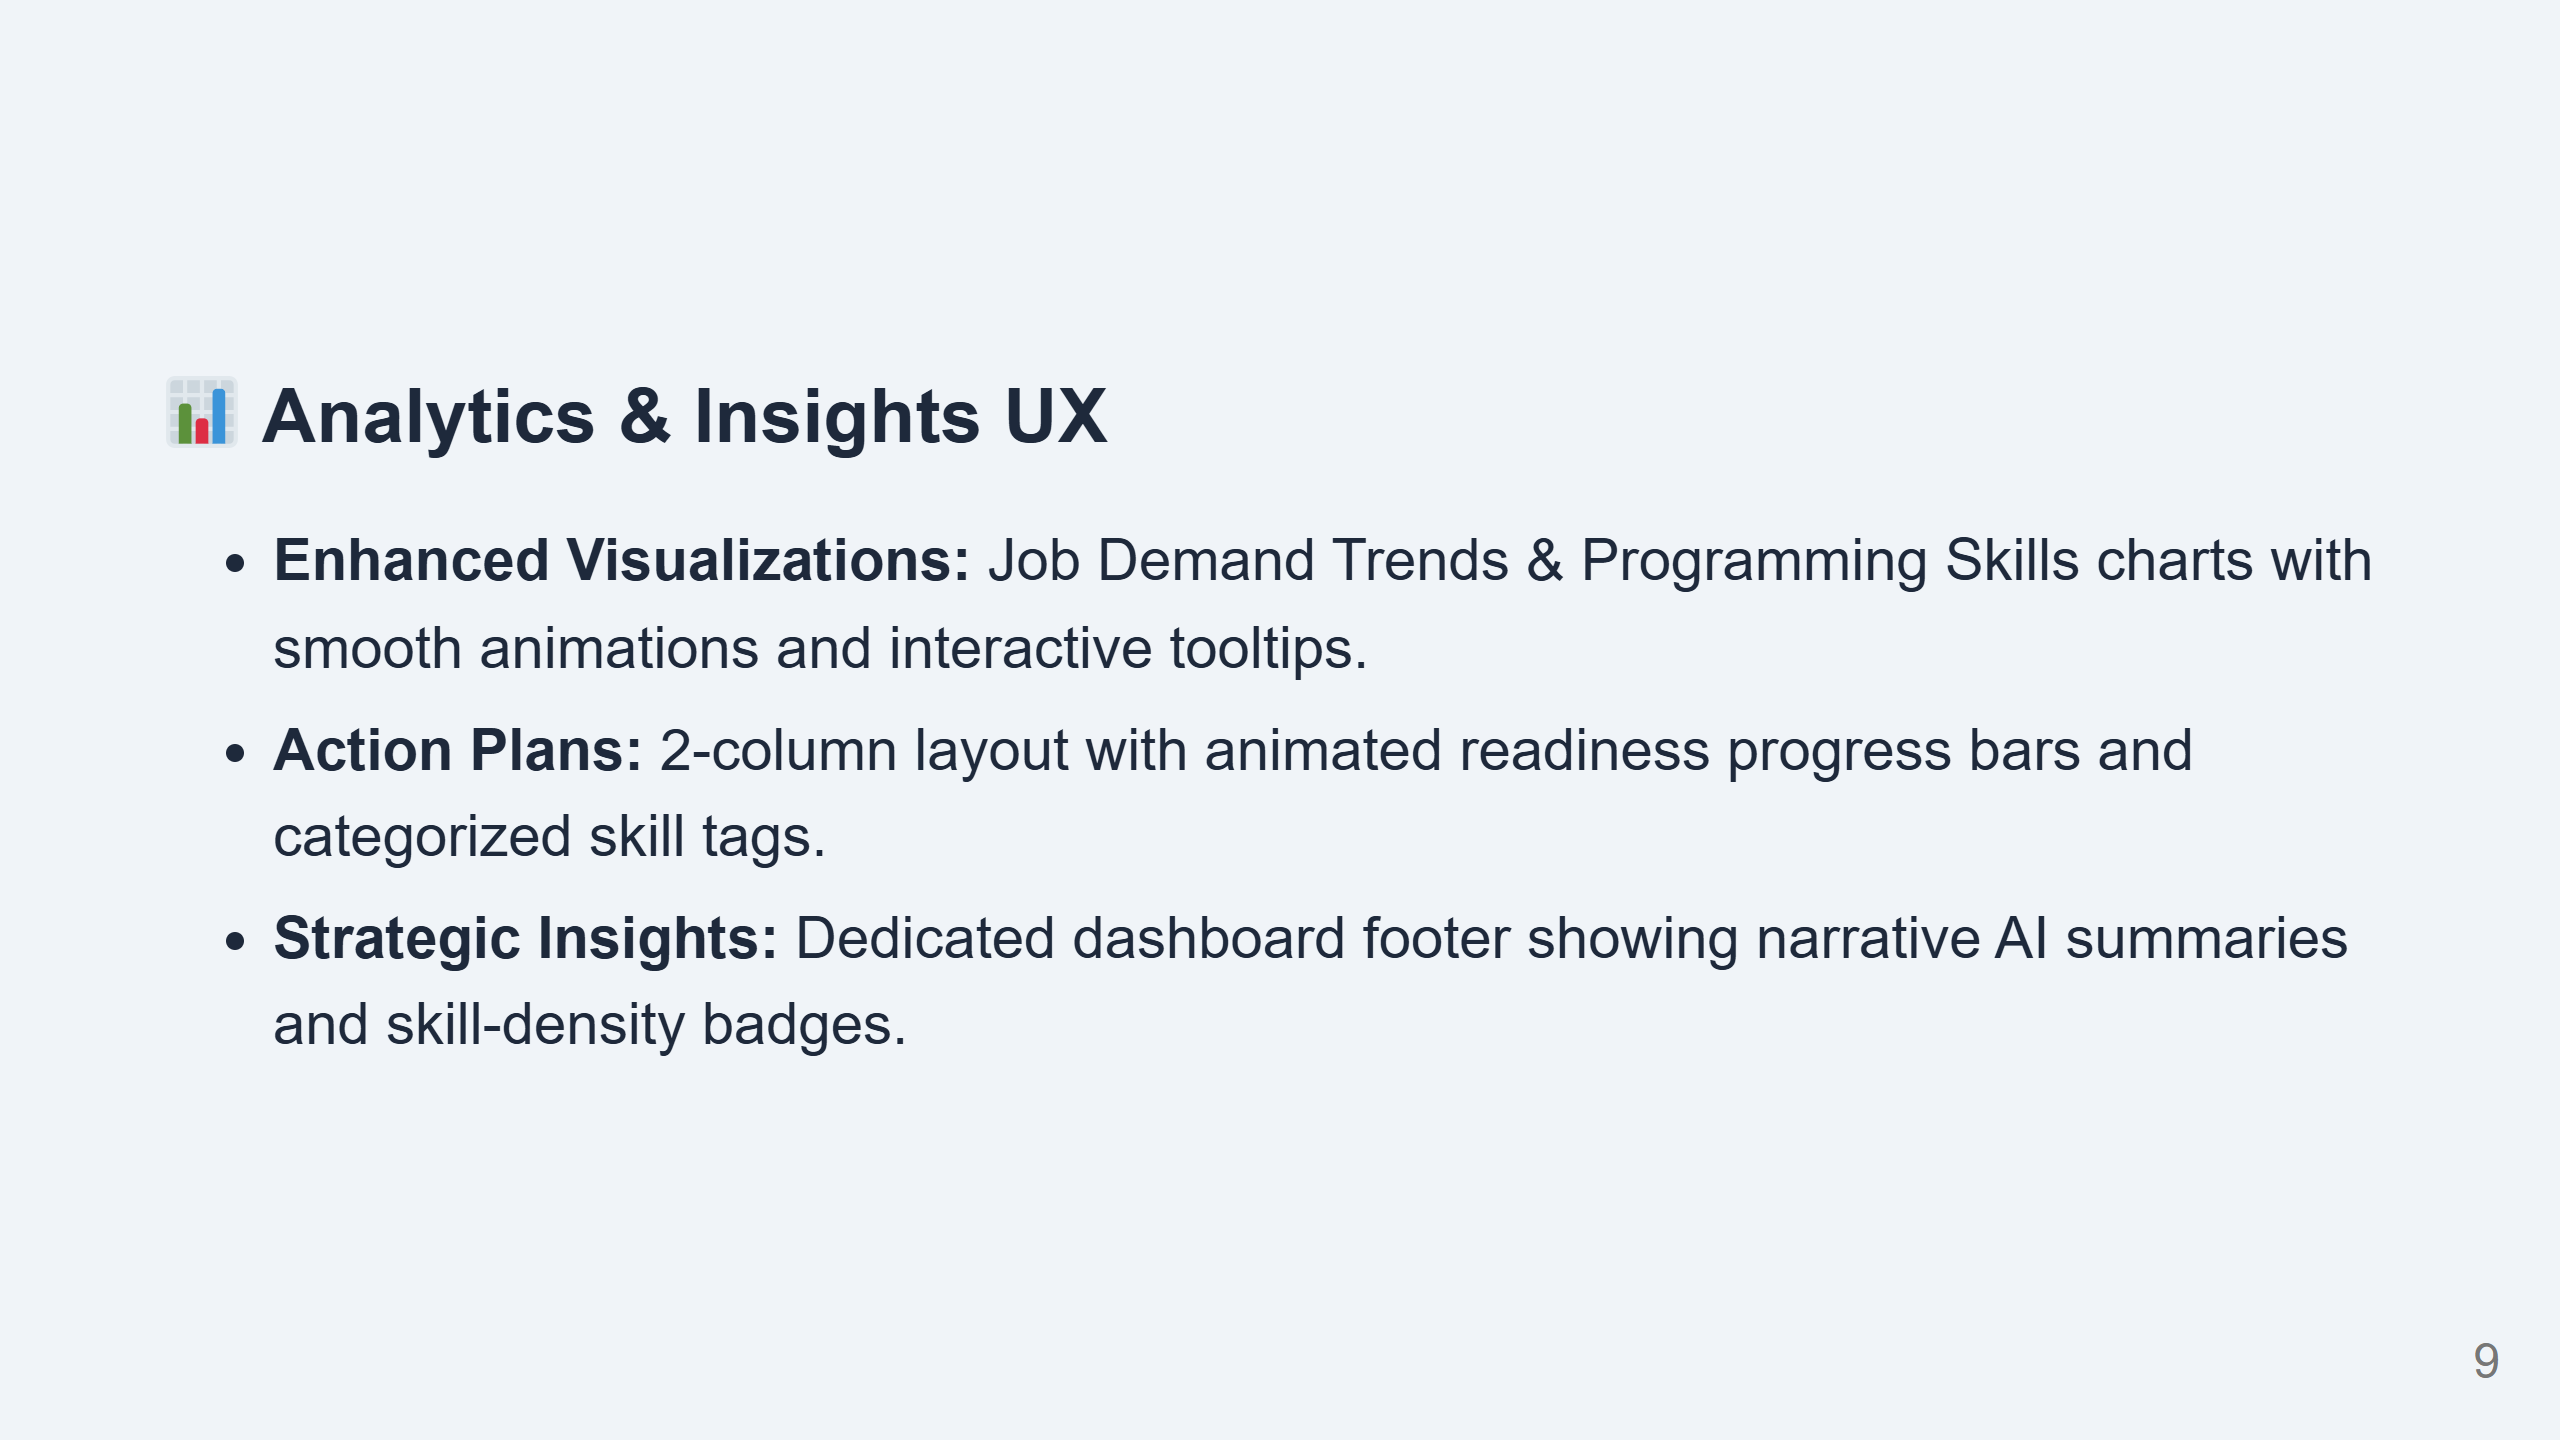 Analytics & Insights UX
• Enhanced Visualizations: Job Demand Trends & Programming Skills charts with
smooth animations and interactive tooltips.
• Action Plans: 2-column layout with animated readiness progress bars and
categorized skill tags.
• Strategic Insights: Dedicated dashboard footer showing narrative AI summaries
and skill-density badges.
9